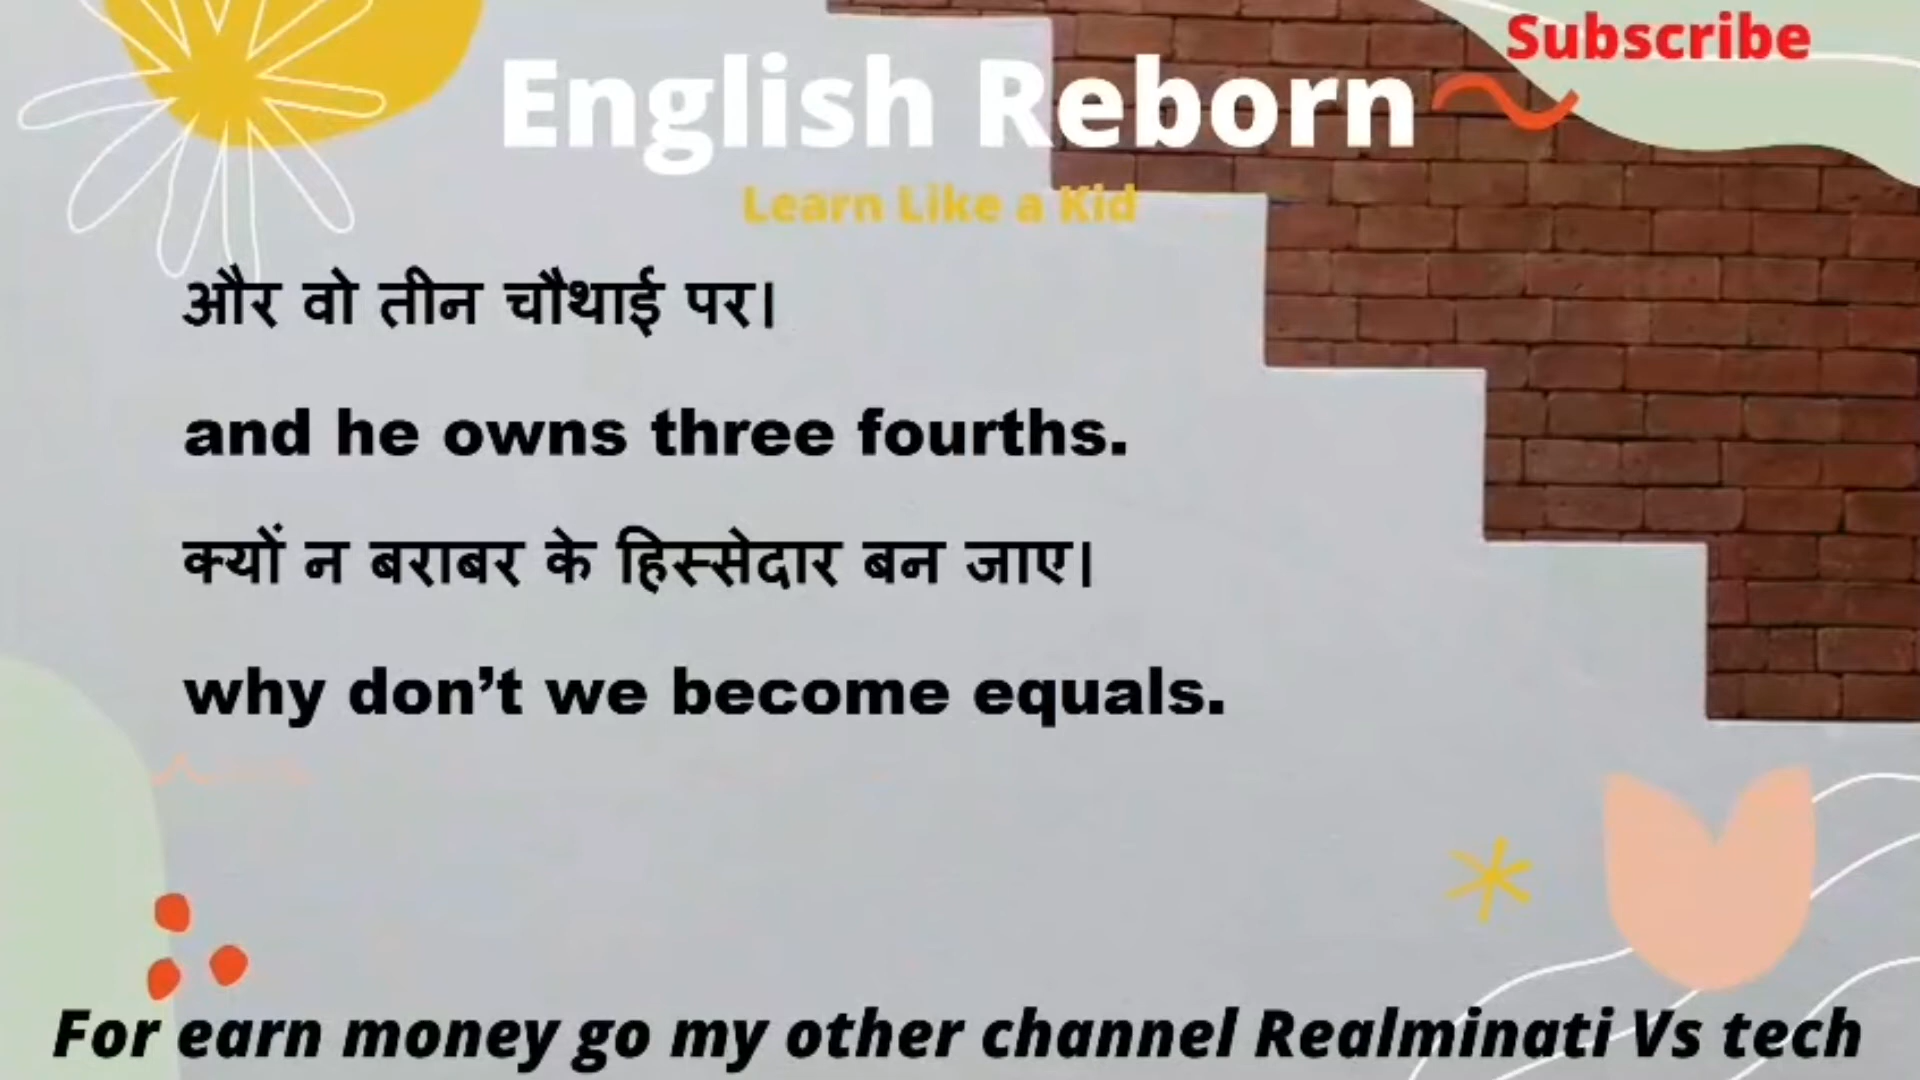 Subscribe
English Reborn
Learn Like a Kid
और वो तीन चौथाई पर।
and he owns three fourths.
क्यों न बराबर के हिस्सेदार बन जाए।
why don’t we become equals.
For earn money go my other channel Realminati Vs tech